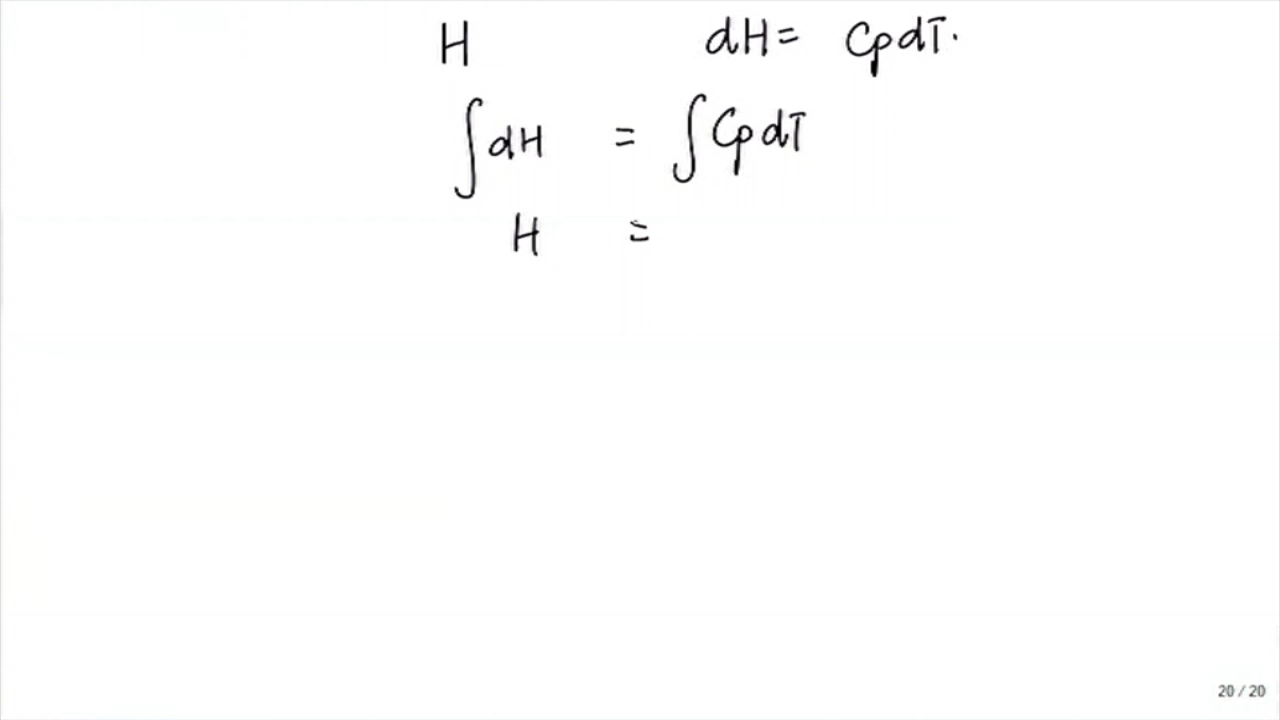 H dH = CpdT.
∫dH = ∫CpdT
H =
20 / 20